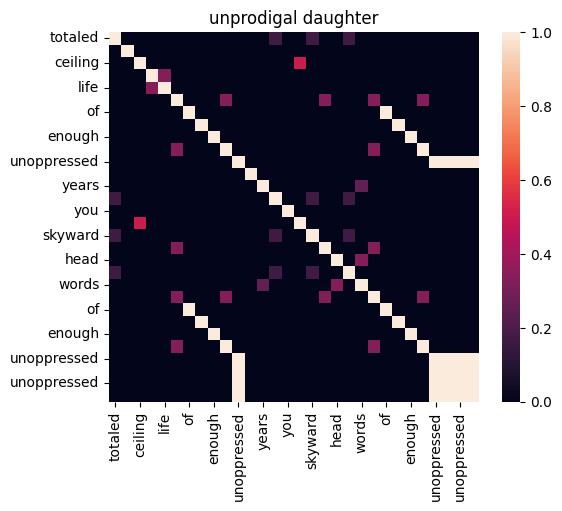 unprodigal daughter
totaled
ceiling
life
of
enough
unoppressed
years
you
skyward
head
words
of
enough
unoppressed
unoppressed
totaled
ceiling
life
of
enough
unoppressed
years
you
skyward
head
words
of
enough
unoppressed
unoppressed
1.0
0.8
0.6
0.4
0.2
0.0